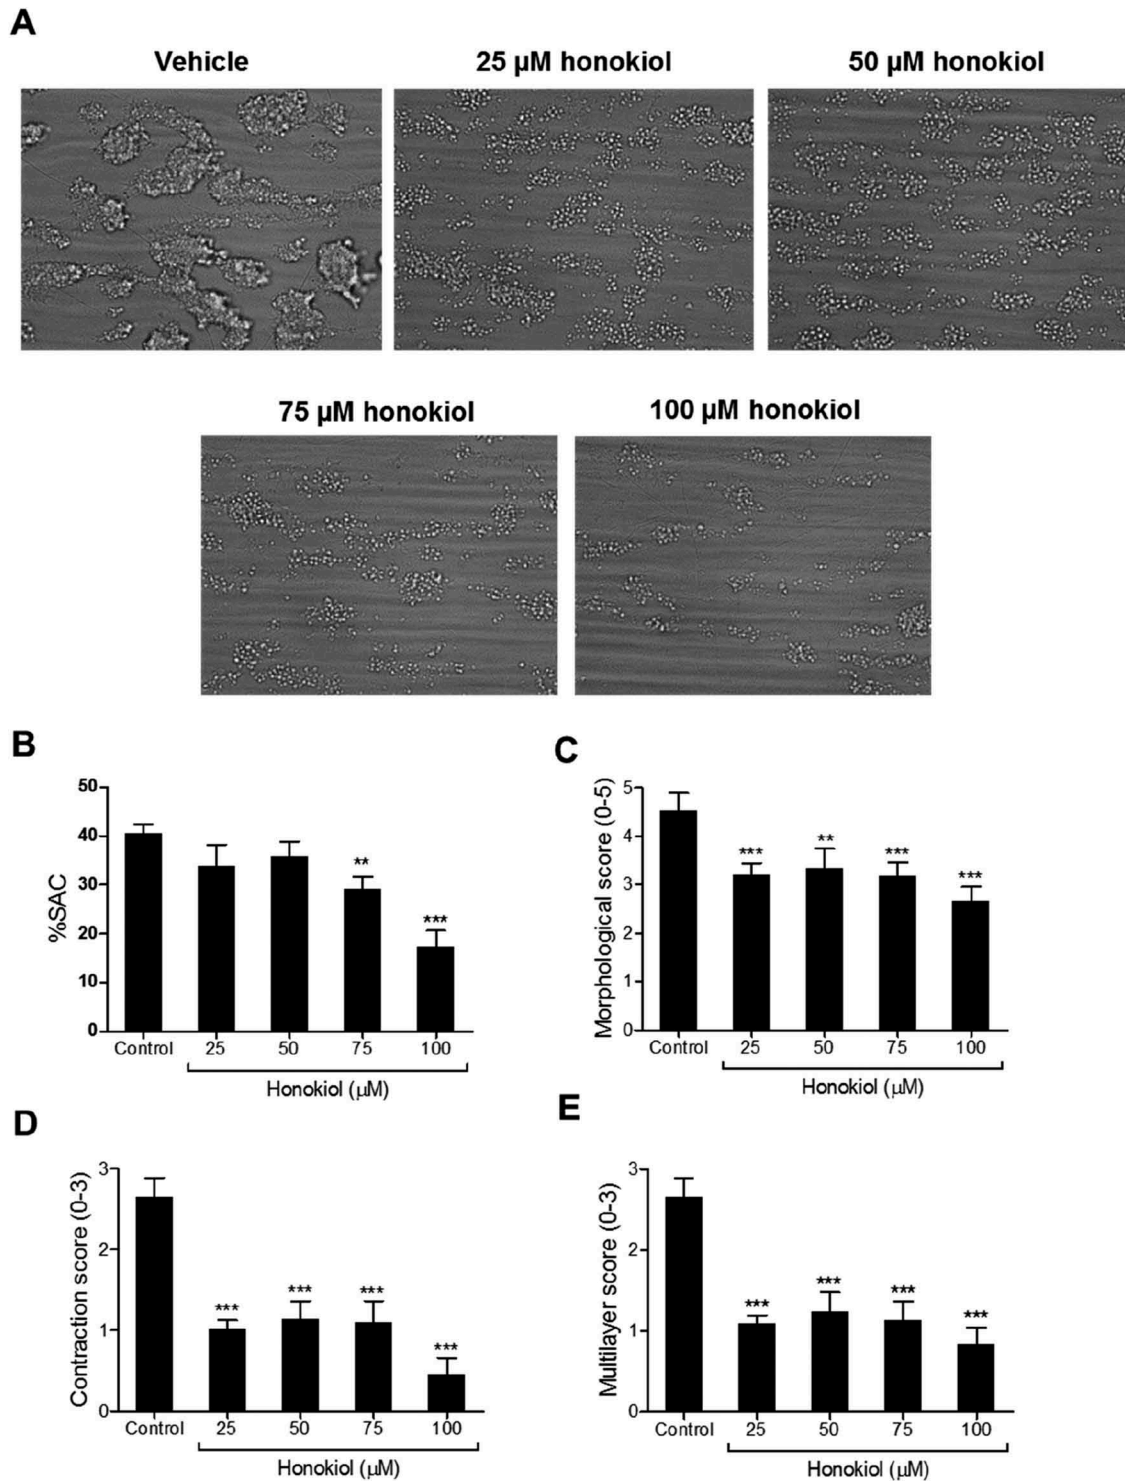 A
Vehicle
25 µM honokiol
50 µM honokiol
75 µM honokiol
100 µM honokiol
B
%SAC
50
40
30
20
10
0
**
***
Control
25
50
75
100
Honokiol (µM)
C
Morphological score (0-5)
5
4
3
2
1
0
***
**
***
***
Control
25
50
75
100
Honokiol (µM)
D
Contraction score (0-3)
3
2
1
0
***
***
***
***
Control
25
50
75
100
Honokiol (µM)
E
Multilayer score (0-3)
3
2
1
0
***
***
***
***
Control
25
50
75
100
Honokiol (µM)